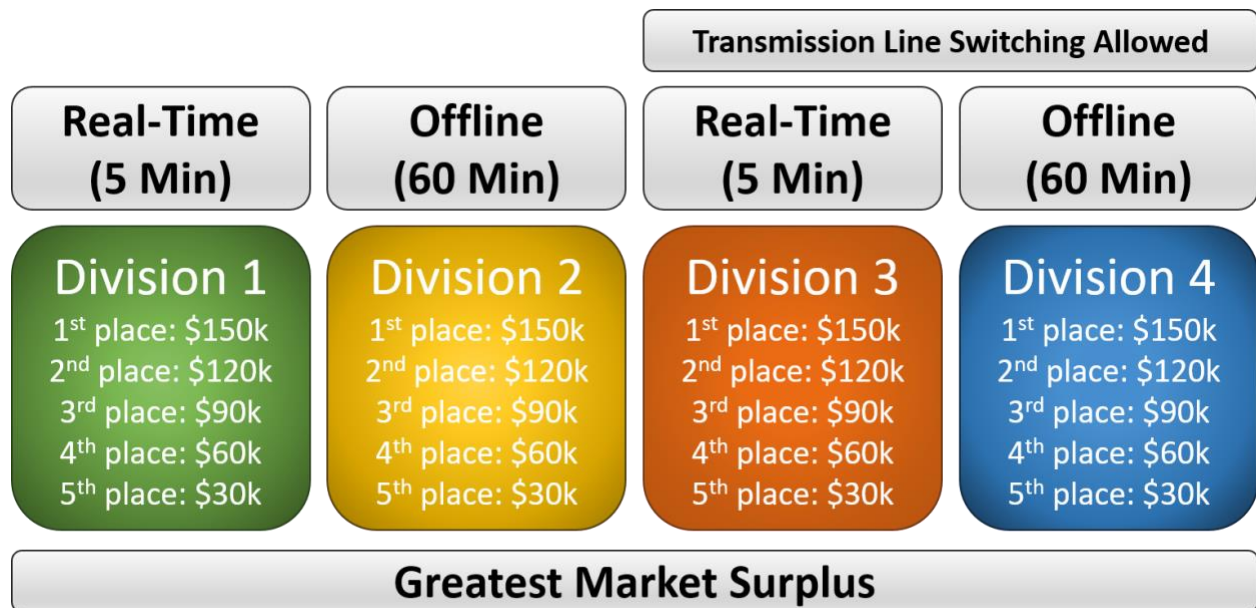 Transmission Line Switching Allowed
Real-Time
(5 Min)
Offline
(60 Min)
Real-Time
(5 Min)
Offline
(60 Min)
Division 1
1st place: $150k
2nd place: $120k
3rd place: $90k
4th place: $60k
5th place: $30k
Division 2
1st place: $150k
2nd place: $120k
3rd place: $90k
4th place: $60k
5th place: $30k
Division 3
1st place: $150k
2nd place: $120k
3rd place: $90k
4th place: $60k
5th place: $30k
Division 4
1st place: $150k
2nd place: $120k
3rd place: $90k
4th place: $60k
5th place: $30k
Greatest Market Surplus